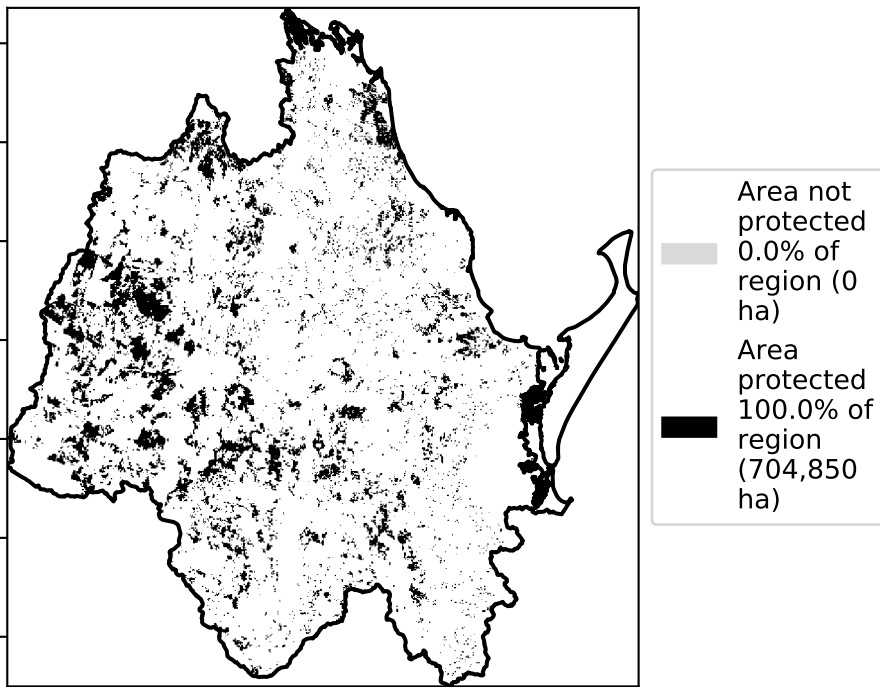 Area not
protected
0.0% of
region (0
ha)
Area
protected
100.0% of
region
(704,850
ha)